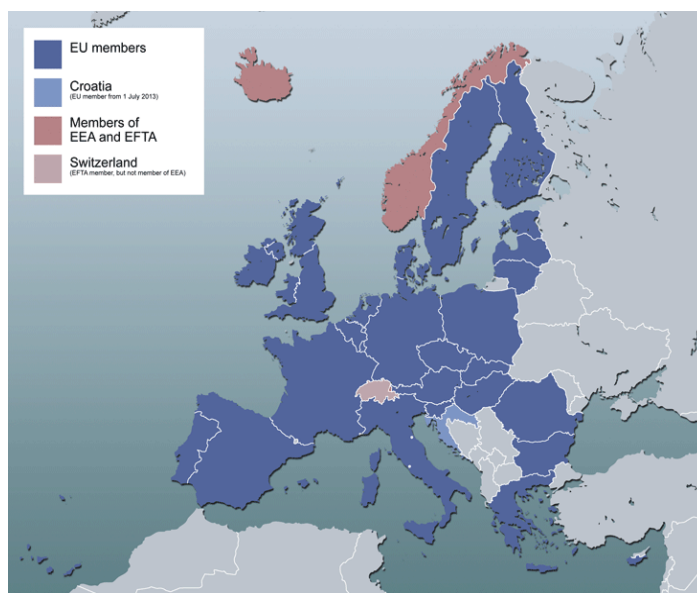 EU members
Croatia
(EU member from 1 July 2013)
Members of
EEA and EFTA
Switzerland
(EFTA member, but not member of EEA)